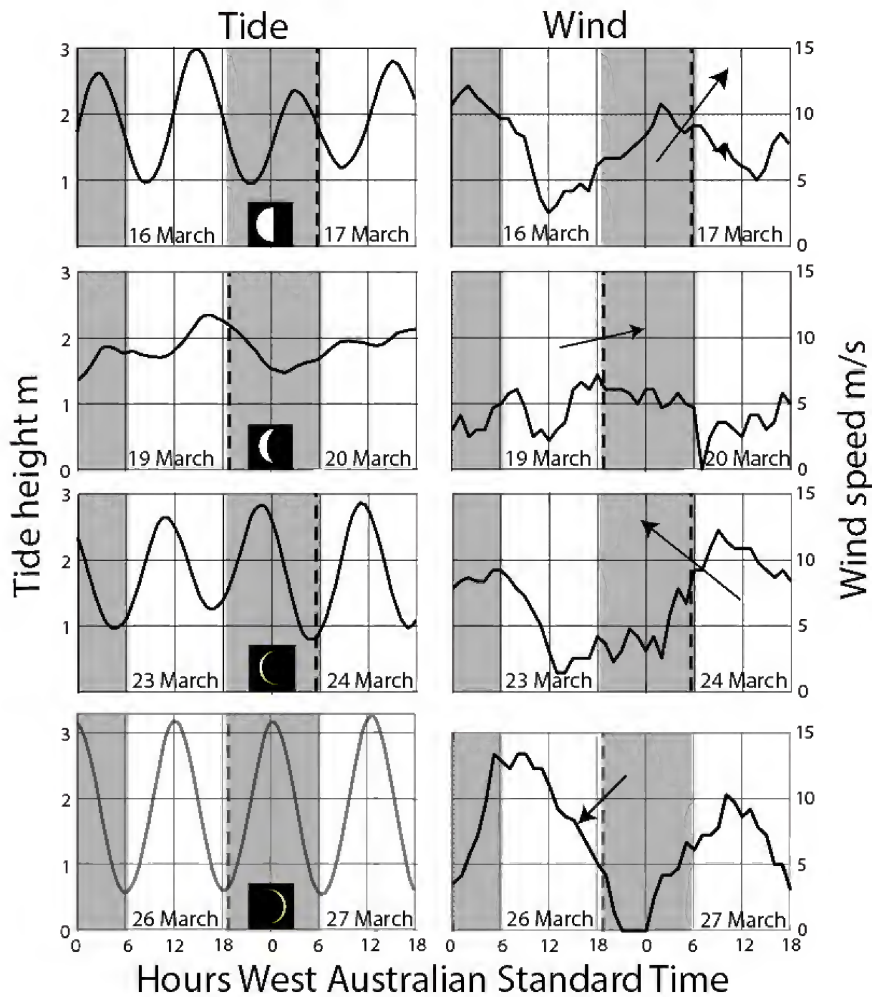 Tide Wind
3 15
2 10
1 5
16 March 17 March 16 March 17 March
0 0
3 15
2 10
1 5
19 March 20 March 19 March 20 March
0 0
3 15
2 10
1 5
23 March 24 March 23 March 24 March
0
3 15
2 10
1 5
26 March 27 March 26 March 27 March
0 0
0 6 12 18 0 6 12 18 0 6 12 18 0 6 12 18
Tide height m
Wind speed m/s
Hours West Australian Standard Time